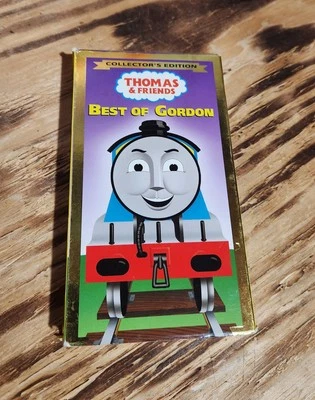 COLLECTOR'S EDITION
THOMAS
& FRIENDS
BEST OF GORDON